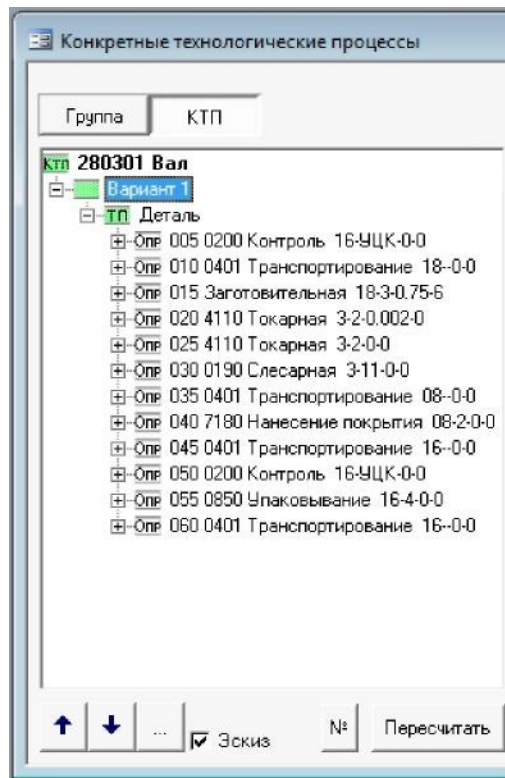 Конкретные технологические процессы
Группа КТП
КТП 280301 Вал
Вариант 1
ТП Деталь
Опр 005 0200 Контроль 16-УЦК-0-0
Опр 010 0401 Транспортирование 18--0-0
Опр 015 Заготовительная 18-3-0.75-6
Опр 020 4110 Токарная 3-2-0.002-0
Опр 025 4110 Токарная 3-2-0-0
Опр 030 0190 Слесарная 3-11-0-0
Опр 035 0401 Транспортирование 08--0-0
Опр 040 7180 Нанесение покрытия 08-2-0-0
Опр 045 0401 Транспортирование 16--0-0
Опр 050 0200 Контроль 16-УЦК-0-0
Опр 055 0850 Упаковывание 16-4-0-0
Опр 060 0401 Транспортирование 16--0-0
... Эскиз № Пересчитать